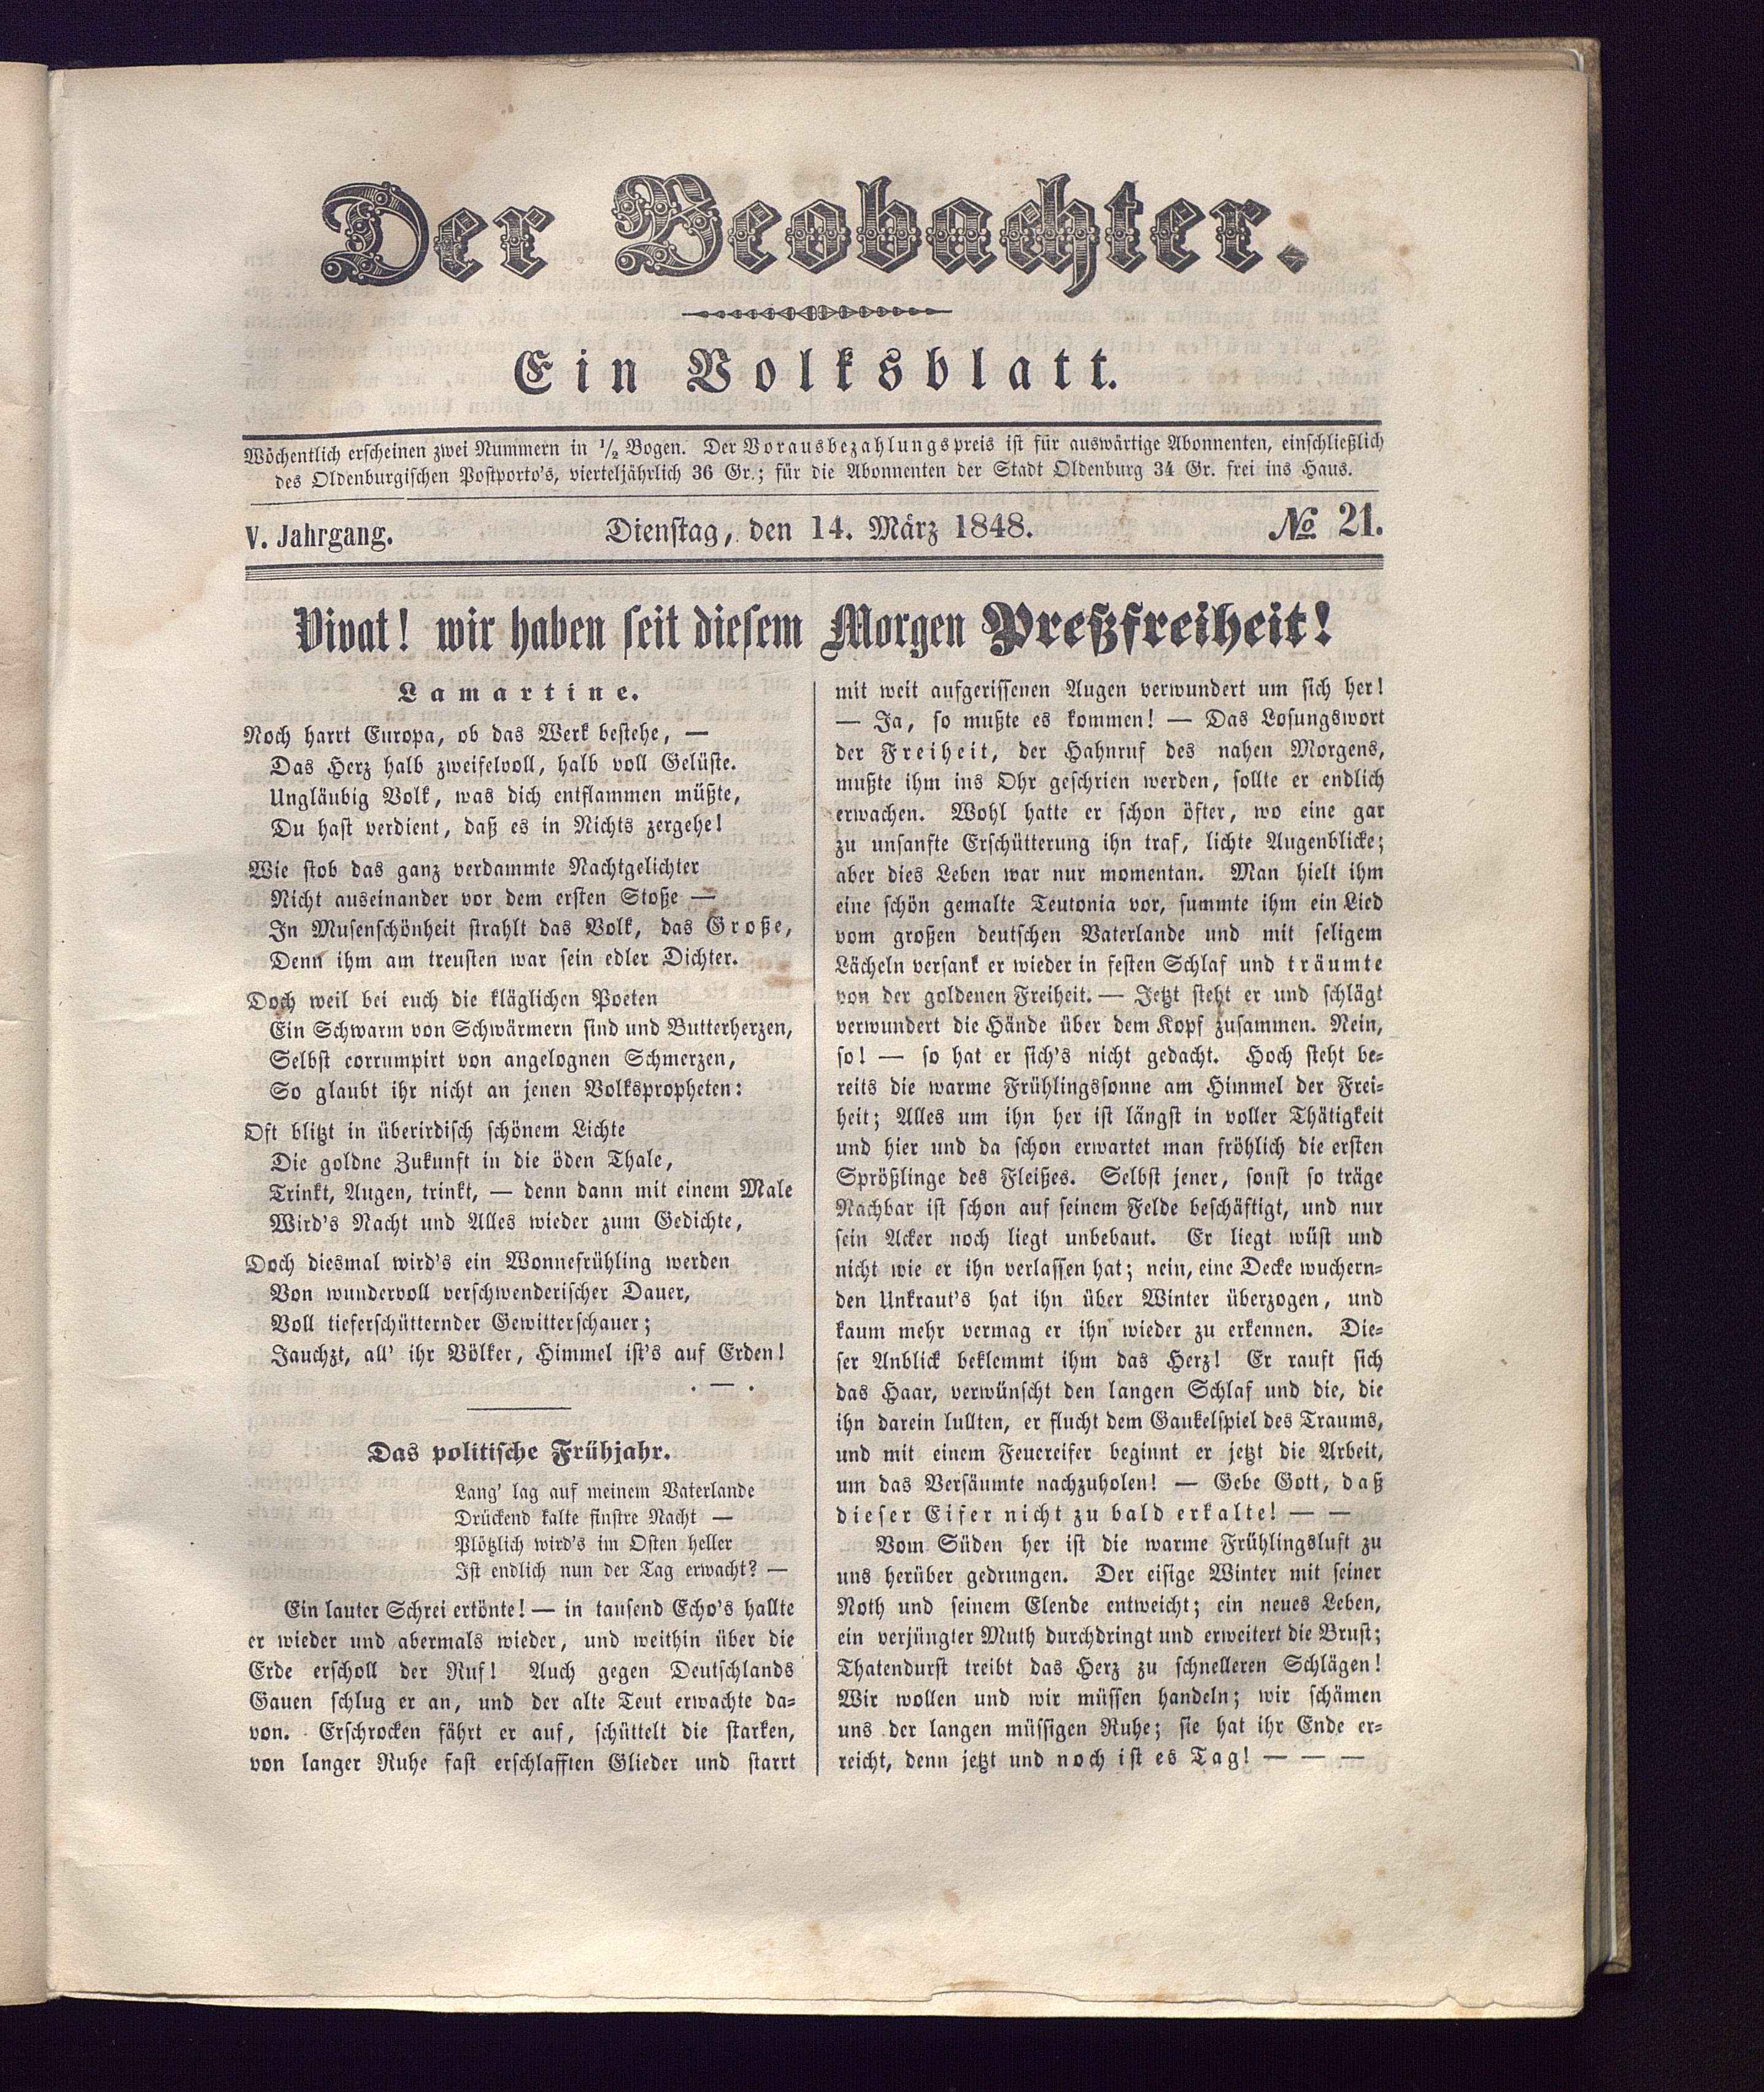 Der Beobachter.
Ein Volksblatt.
Wöchentlich erscheinen zwei Nummern in 1/2 Bogen. Der Vorausbezahlungspreis ist für auswärtige Abonnenten, einschließlich
des Oldenburgischen Postporto's, vierteljährlich 36 Gr.; für die Abonnenten der Stadt Oldenburg 34 Gr. frei ins Haus.
V. Jahrgang. Dienstag, den 14. März 1848. № 21.
Vivat! wir haben seit diesem Morgen Preßfreiheit!
Lamartine.
Noch harrt Europa, ob das Werk bestehe, —
Das Herz halb zweifelvoll, halb voll Gelüste.
Ungläubig Volk, was dich entflammen müßte,
Du hast verdient, daß es in Nichts zergehe!
Wie stob das ganz verdammte Nachtgelichter
Nicht auseinander vor dem ersten Stoße —
In Musenschönheit strahlt das Volk, das Große,
Denn ihm am treusten war sein edler Dichter.
Doch weil bei euch die kläglichen Poeten
Ein Schwarm von Schwärmern sind und Butterherzen,
Selbst corrumpirt von angelognen Schmerzen,
So glaubt ihr nicht an jenen Volkspropheten:
Oft blitzt in überirdisch schönem Lichte
Die goldne Zukunft in die öden Thale,
Trinkt, Augen, trinkt, — denn dann mit einem Male
Wird's Nacht und Alles wieder zum Gedichte,
Doch diesmal wird's ein Wonnefrühling werden
Von wundervoll verschwenderischer Dauer,
Voll tieferschütternder Gewitterschauer;
Jauchzt, all' ihr Völker, Himmel ist's auf Erden!
. — .
Das politische Frühjahr.
Lang' lag auf meinem Vaterlande
Drückend kalte finstre Nacht —
Plötzlich wird's im Osten heller
Ist endlich nun der Tag erwacht? —
Ein lauter Schrei ertönte! — in tausend Echo's hallte
er wieder und abermals wieder, und weithin über die
Erde erscholl der Ruf! Auch gegen Deutschlands
Gauen schlug er an, und der alte Teut erwachte da-
von. Erschrocken fährt er auf, schüttelt die starken,
von langer Ruhe fast erschlafften Glieder und starrt
mit weit aufgerissenen Augen verwundert um sich her!
— Ja, so mußte es kommen! — Das Losungswort
der Freiheit, der Hahnruf des nahen Morgens,
mußte ihm ins Ohr geschrien werden, sollte er endlich
erwachen. Wohl hatte er schon öfter, wo eine gar
zu unsanfte Erschütterung ihn traf, lichte Augenblicke;
aber dies Leben war nur momentan. Man hielt ihm
eine schön gemalte Teutonia vor, summte ihm ein Lied
vom großen deutschen Vaterlande und mit seligem
Lächeln versank er wieder in festen Schlaf und träumte
von der goldenen Freiheit. — Jetzt steht er und schlägt
verwundert die Hände über dem Kopf zusammen. Nein,
so! — so hat er sich's nicht gedacht. Hoch steht be-
reits die warme Frühlingssonne am Himmel der Frei-
heit; Alles um ihn her ist längst in voller Thätigkeit
und hier und da schon erwartet man fröhlich die ersten
Sprößlinge des Fleißes. Selbst jener, sonst so träge
Nachbar ist schon auf seinem Felde beschäftigt, und nur
sein Acker noch liegt unbebaut. Er liegt wüst und
nicht wie er ihn verlassen hat; nein, eine Decke wuchern-
den Unkraut's hat ihn über Winter überzogen, und
kaum mehr vermag er ihn wieder zu erkennen. Die-
ser Anblick beklemmt ihm das Herz! Er rauft sich
das Haar, verwünscht den langen Schlaf und die, die
ihn darein lullten, er flucht dem Gaukelspiel des Traums,
und mit einem Feuereifer beginnt er jetzt die Arbeit,
um das Versäumte nachzuholen! — Gebe Gott, daß
dieser Eifer nicht zu bald erkalte! — —
Vom Süden her ist die warme Frühlingsluft zu
uns herüber gedrungen. Der eisige Winter mit seiner
Noth und seinem Elende entweicht; ein neues Leben,
ein verjüngter Muth durchdringt und erweitert die Brust;
Thatendurst treibt das Herz zu schnelleren Schlägen!
Wir wollen und wir müssen handeln; wir schämen
uns der langen müssigen Ruhe; sie hat ihr Ende er-
reicht, denn jetzt und noch ist es Tag! — — —